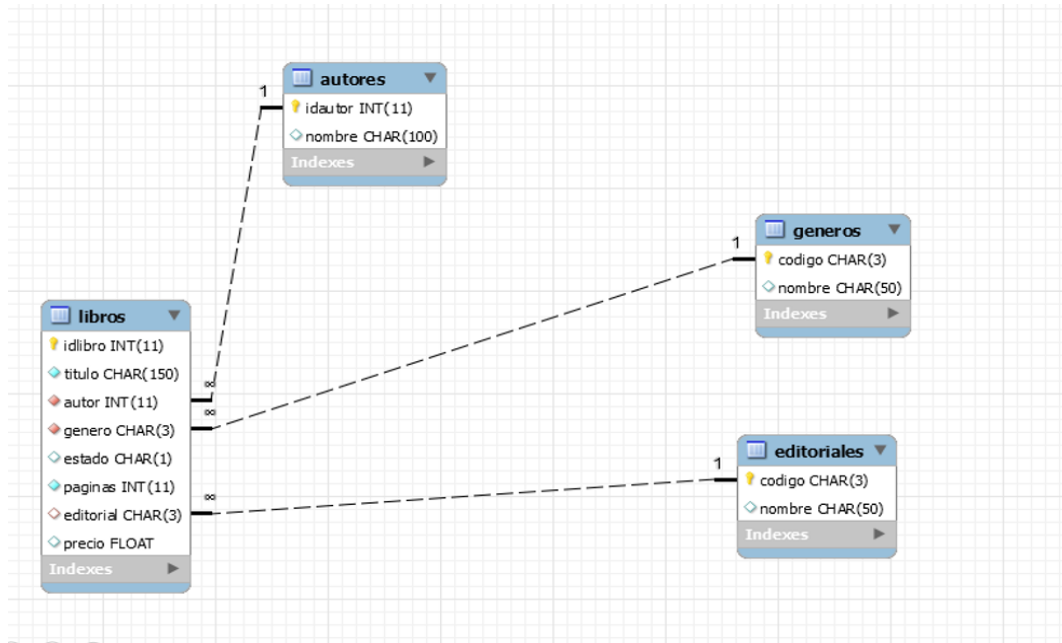 autores
1
idautor INT(11)
nombre CHAR(100)
Indexes
generos
1
codigo CHAR(3)
nombre CHAR(50)
Indexes
libros
idlibro INT(11)
titulo CHAR(150)
∞
autor INT(11)
∞
genero CHAR(3)
estado CHAR(1)
paginas INT(11)
∞
editorial CHAR(3)
precio FLOAT
Indexes
editoriales
1
codigo CHAR(3)
nombre CHAR(50)
Indexes